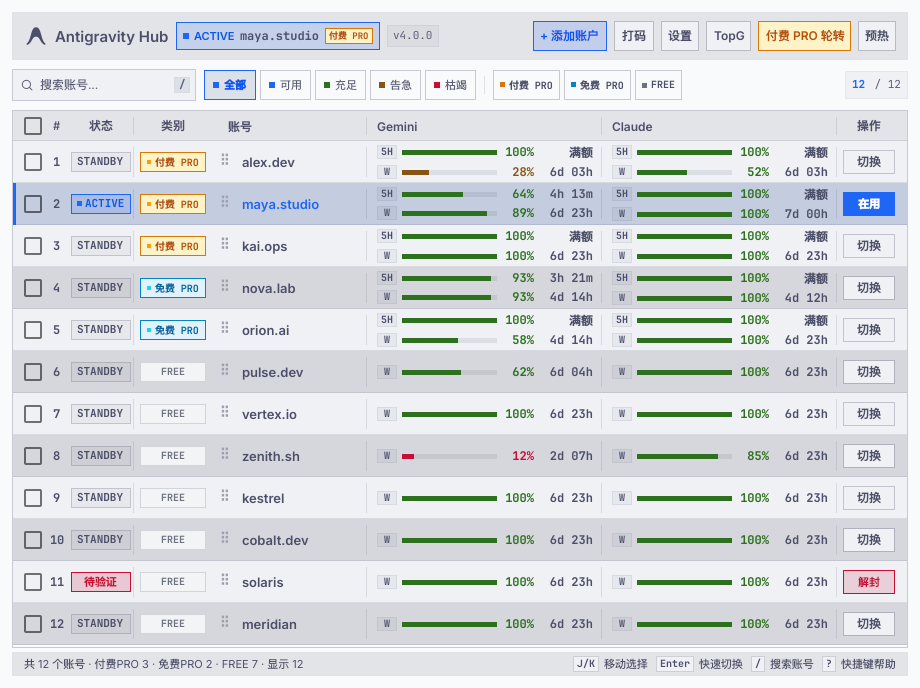 Antigravity Hub ACTIVE maya.studio 付费 PRO v4.0.0 + 添加账户 打码 设置 TopG 付费 PRO 轮转 预热
搜索账号... / 全部 可用 充足 告急 枯竭 付费 PRO 免费 PRO FREE 12 / 12
# 状态 类别 账号 Gemini Claude 操作
1 STANDBY 付费 PRO alex.dev 5H 100% 满额 5H 100% 满额 切换
W 28% 6d 03h W 52% 6d 03h
2 ACTIVE 付费 PRO maya.studio 5H 64% 4h 13m 5H 100% 满额 在用
W 89% 6d 23h W 100% 7d 00h
3 STANDBY 付费 PRO kai.ops 5H 100% 满额 5H 100% 满额 切换
W 100% 6d 23h W 100% 6d 23h
4 STANDBY 免费 PRO nova.lab 5H 93% 3h 21m 5H 100% 满额 切换
W 93% 4d 14h W 100% 4d 12h
5 STANDBY 免费 PRO orion.ai 5H 100% 满额 5H 100% 满额 切换
W 58% 4d 14h W 100% 6d 23h
6 STANDBY FREE pulse.dev W 62% 6d 04h W 100% 6d 23h 切换
7 STANDBY FREE vertex.io W 100% 6d 23h W 100% 6d 23h 切换
8 STANDBY FREE zenith.sh W 12% 2d 07h W 85% 6d 23h 切换
9 STANDBY FREE kestrel W 100% 6d 23h W 100% 6d 23h 切换
10 STANDBY FREE cobalt.dev W 100% 6d 23h W 100% 6d 23h 切换
11 待验证 FREE solaris W 100% 6d 23h W 100% 6d 23h 解封
12 STANDBY FREE meridian W 100% 6d 23h W 100% 6d 23h 切换
共 12 个账号 · 付费PRO 3 · 免费PRO 2 · FREE 7 · 显示 12 J/K 移动选择 Enter 快速切换 / 搜索账号 ? 快捷键帮助